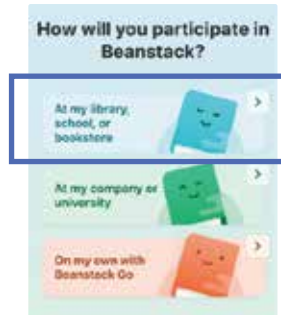 How will you participate in
Beanstack?
At my library,
school, or
bookstore
At my company or
university
On my own with
Beanstack Go